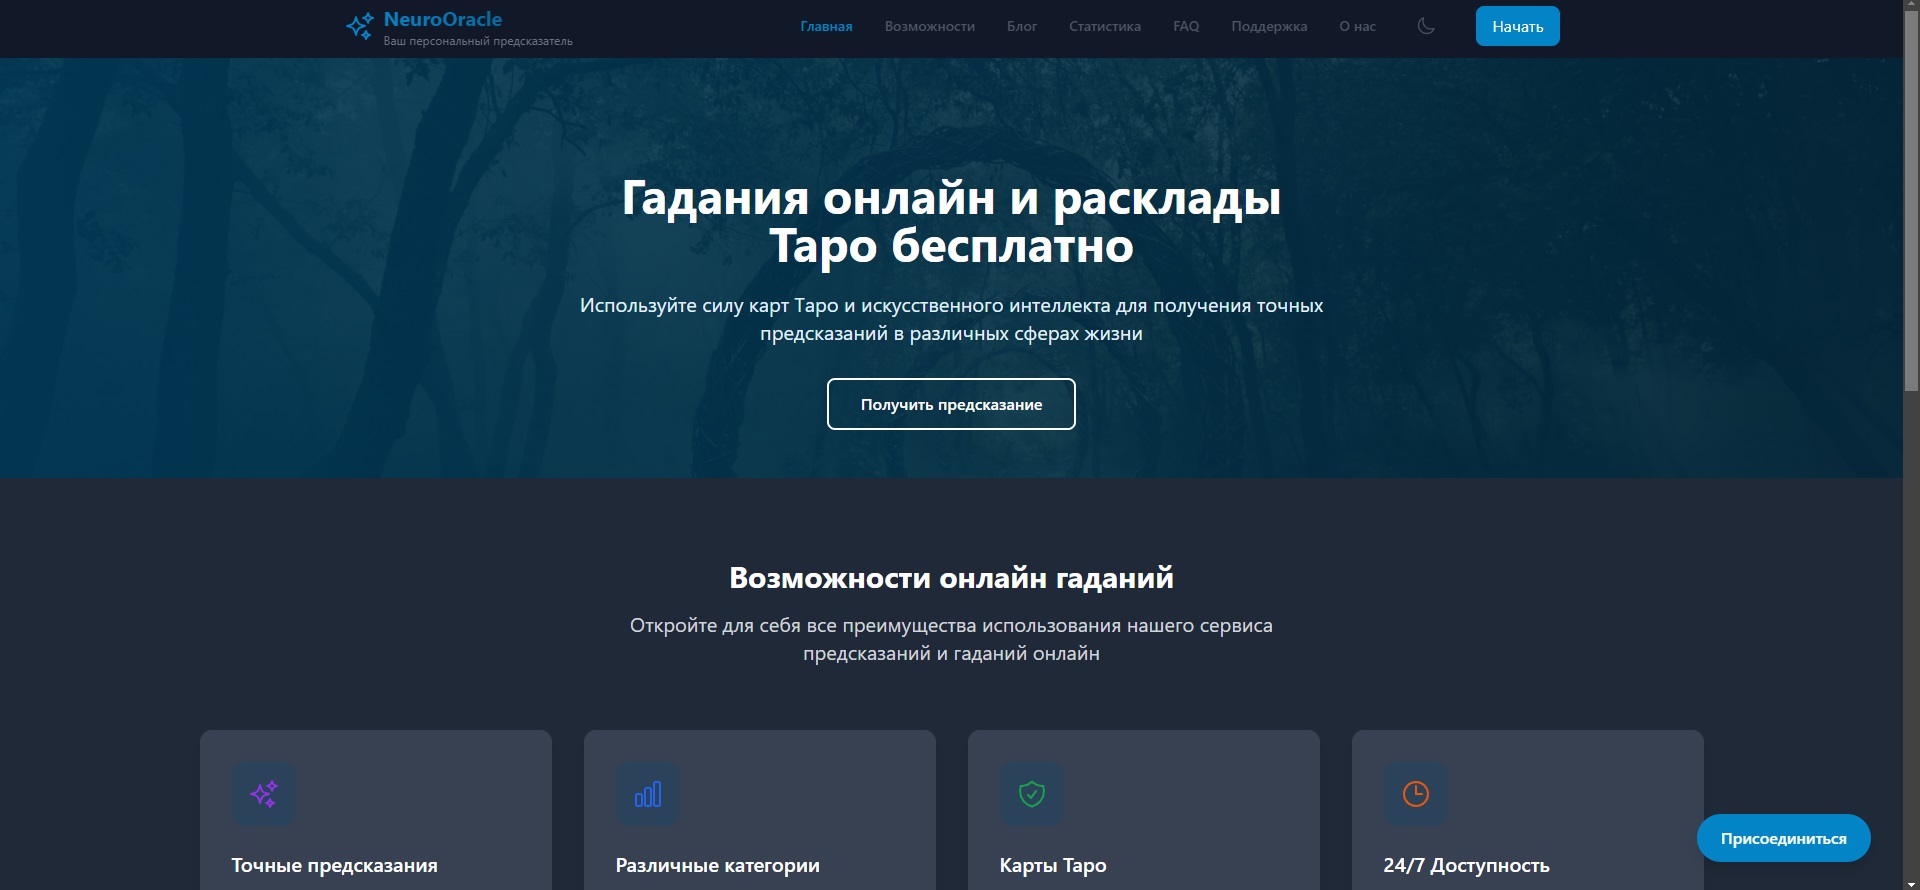 NeuroOracle
Ваш персональный предсказатель
Главная
Возможности
Блог
Статистика
FAQ
Поддержка
О нас
Начать
Гадания онлайн и расклады
Таро бесплатно
Используйте силу карт Таро и искусственного интеллекта для получения точных
предсказаний в различных сферах жизни
Получить предсказание
Возможности онлайн гаданий
Откройте для себя все преимущества использования нашего сервиса
предсказаний и гаданий онлайн
Точные предсказания
Различные категории
Карты Таро
24/7 Доступность
Присоединиться